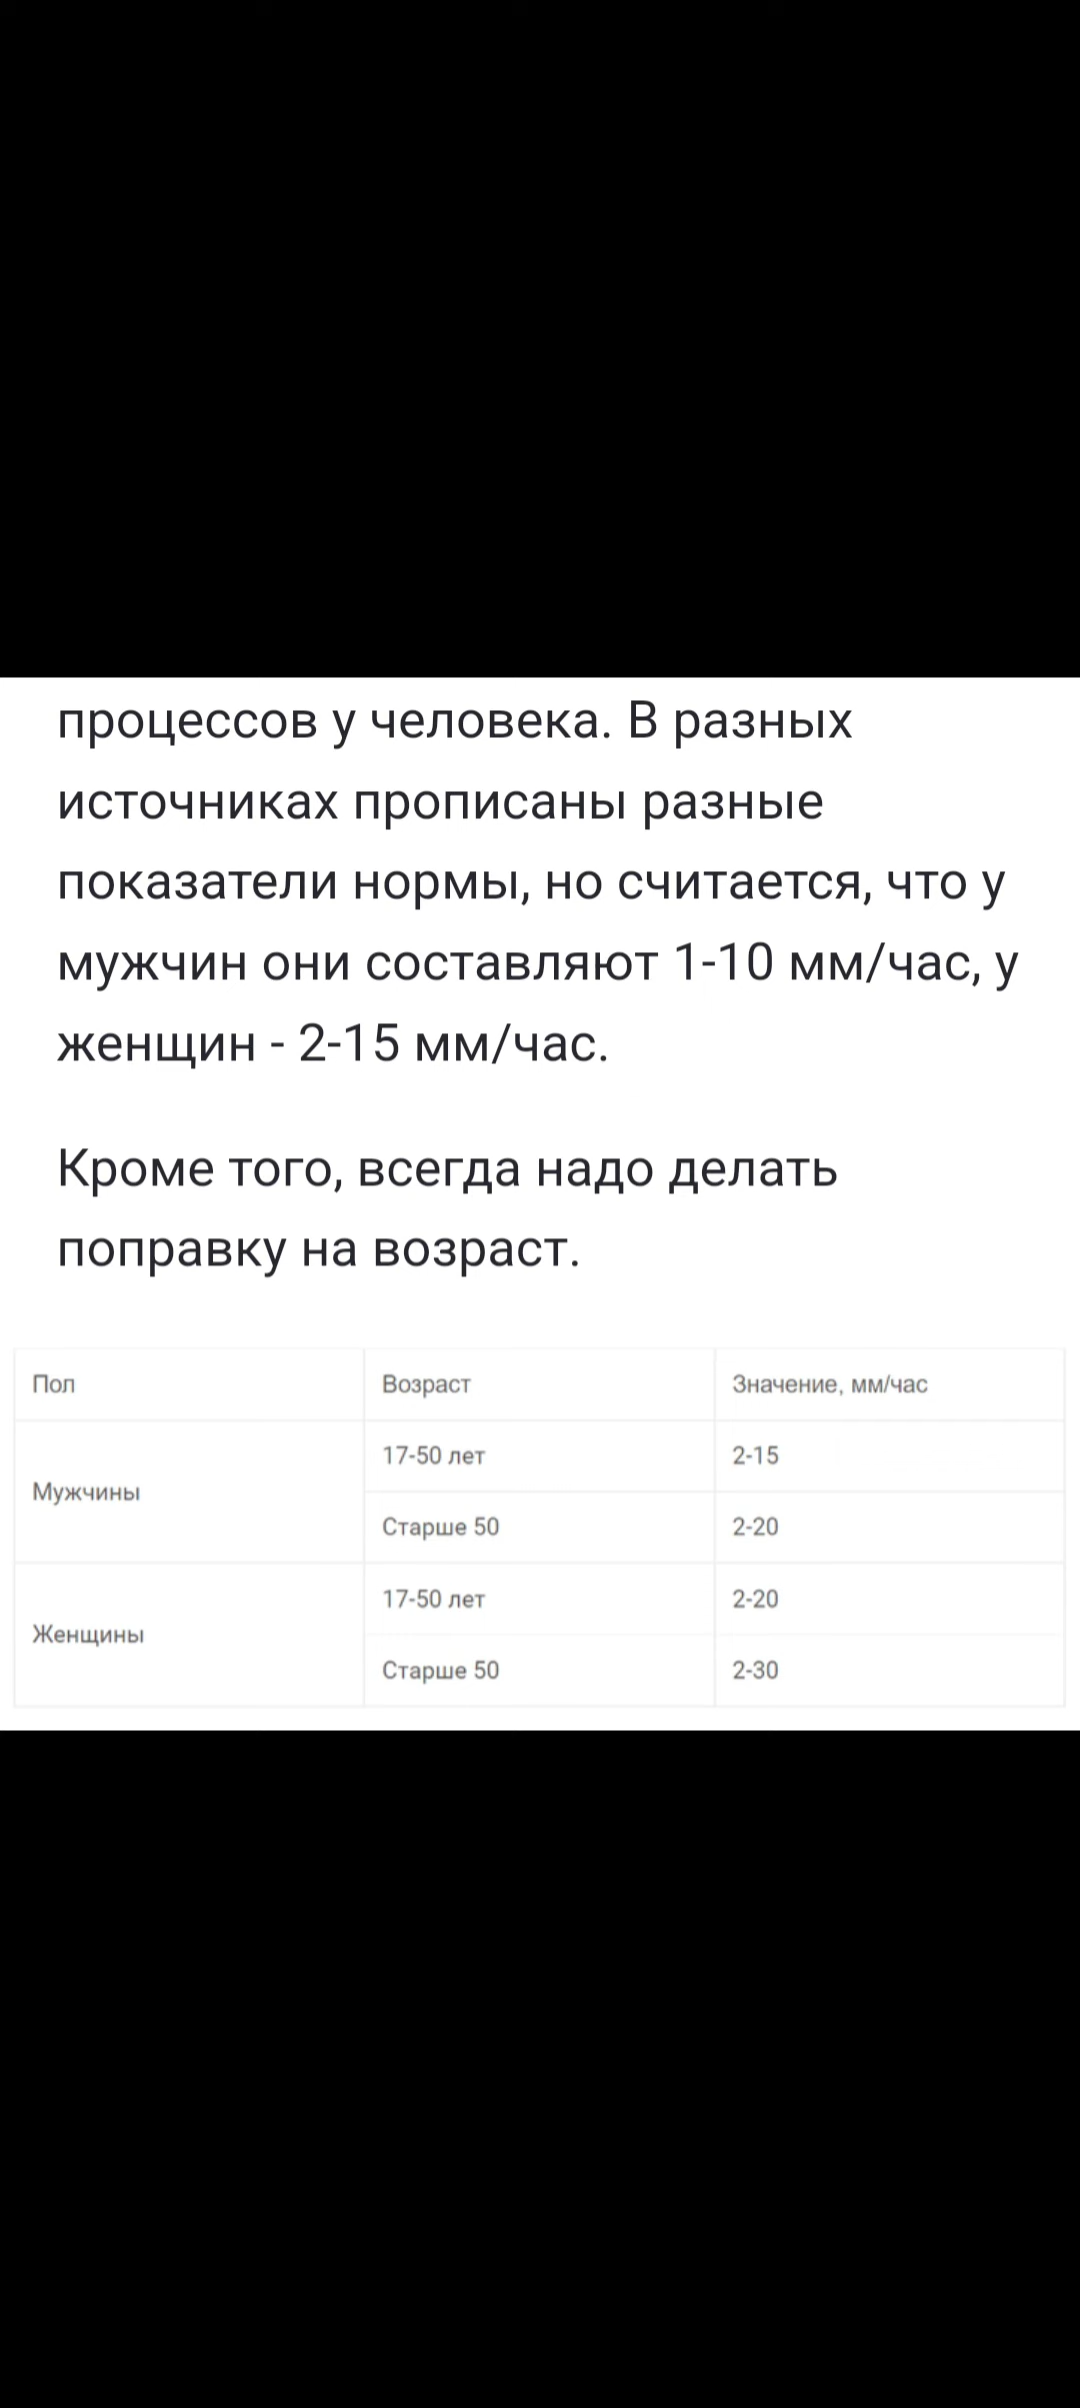 процессов у человека. В разных
источниках прописаны разные
показатели нормы, но считается, что у
мужчин они составляют 1-10 мм/час, у
женщин - 2-15 мм/час.
Кроме того, всегда надо делать
поправку на возраст.
Пол Возраст Значение, мм/час
Мужчины
17-50 лет 2-15
Старше 50 2-20
Женщины
17-50 лет 2-20
Старше 50 2-30